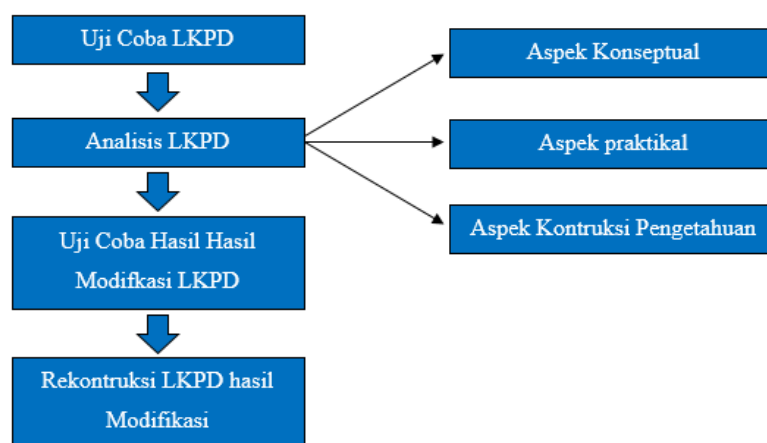 Uji Coba LKPD
Aspek Konseptual
Analisis LKPD
Aspek praktikal
Uji Coba Hasil Hasil
Modifkasi LKPD
Aspek Kontruksi Pengetahuan
Rekontruksi LKPD hasil
Modifikasi